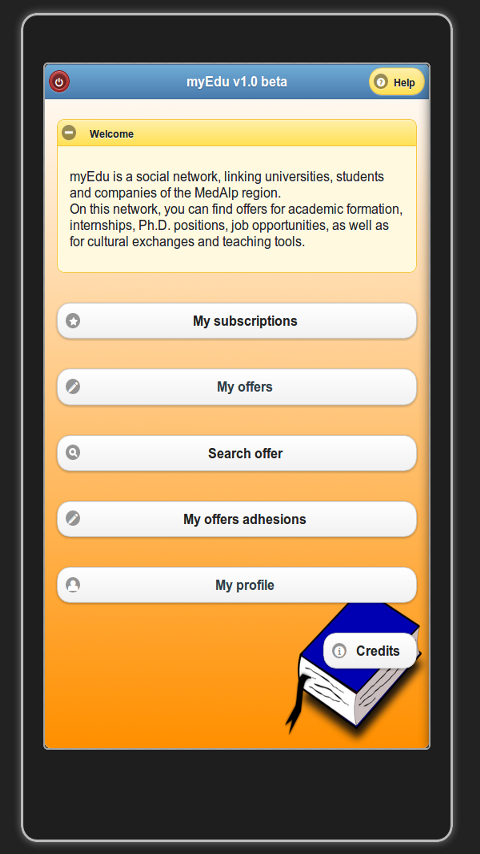 myEdu v1.0 beta
Help
Welcome
myEdu is a social network, linking universities, students
and companies of the MedAlp region.
On this network, you can find offers for academic formation,
internships, Ph.D. positions, job opportunities, as well as
for cultural exchanges and teaching tools.
My subscriptions
My offers
Search offer
My offers adhesions
My profile
Credits